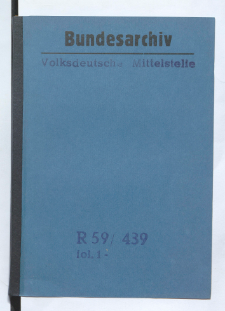 Bundesarchiv
Volksdeutsche Mittelstelle
R 59/ 439
fol. 1-